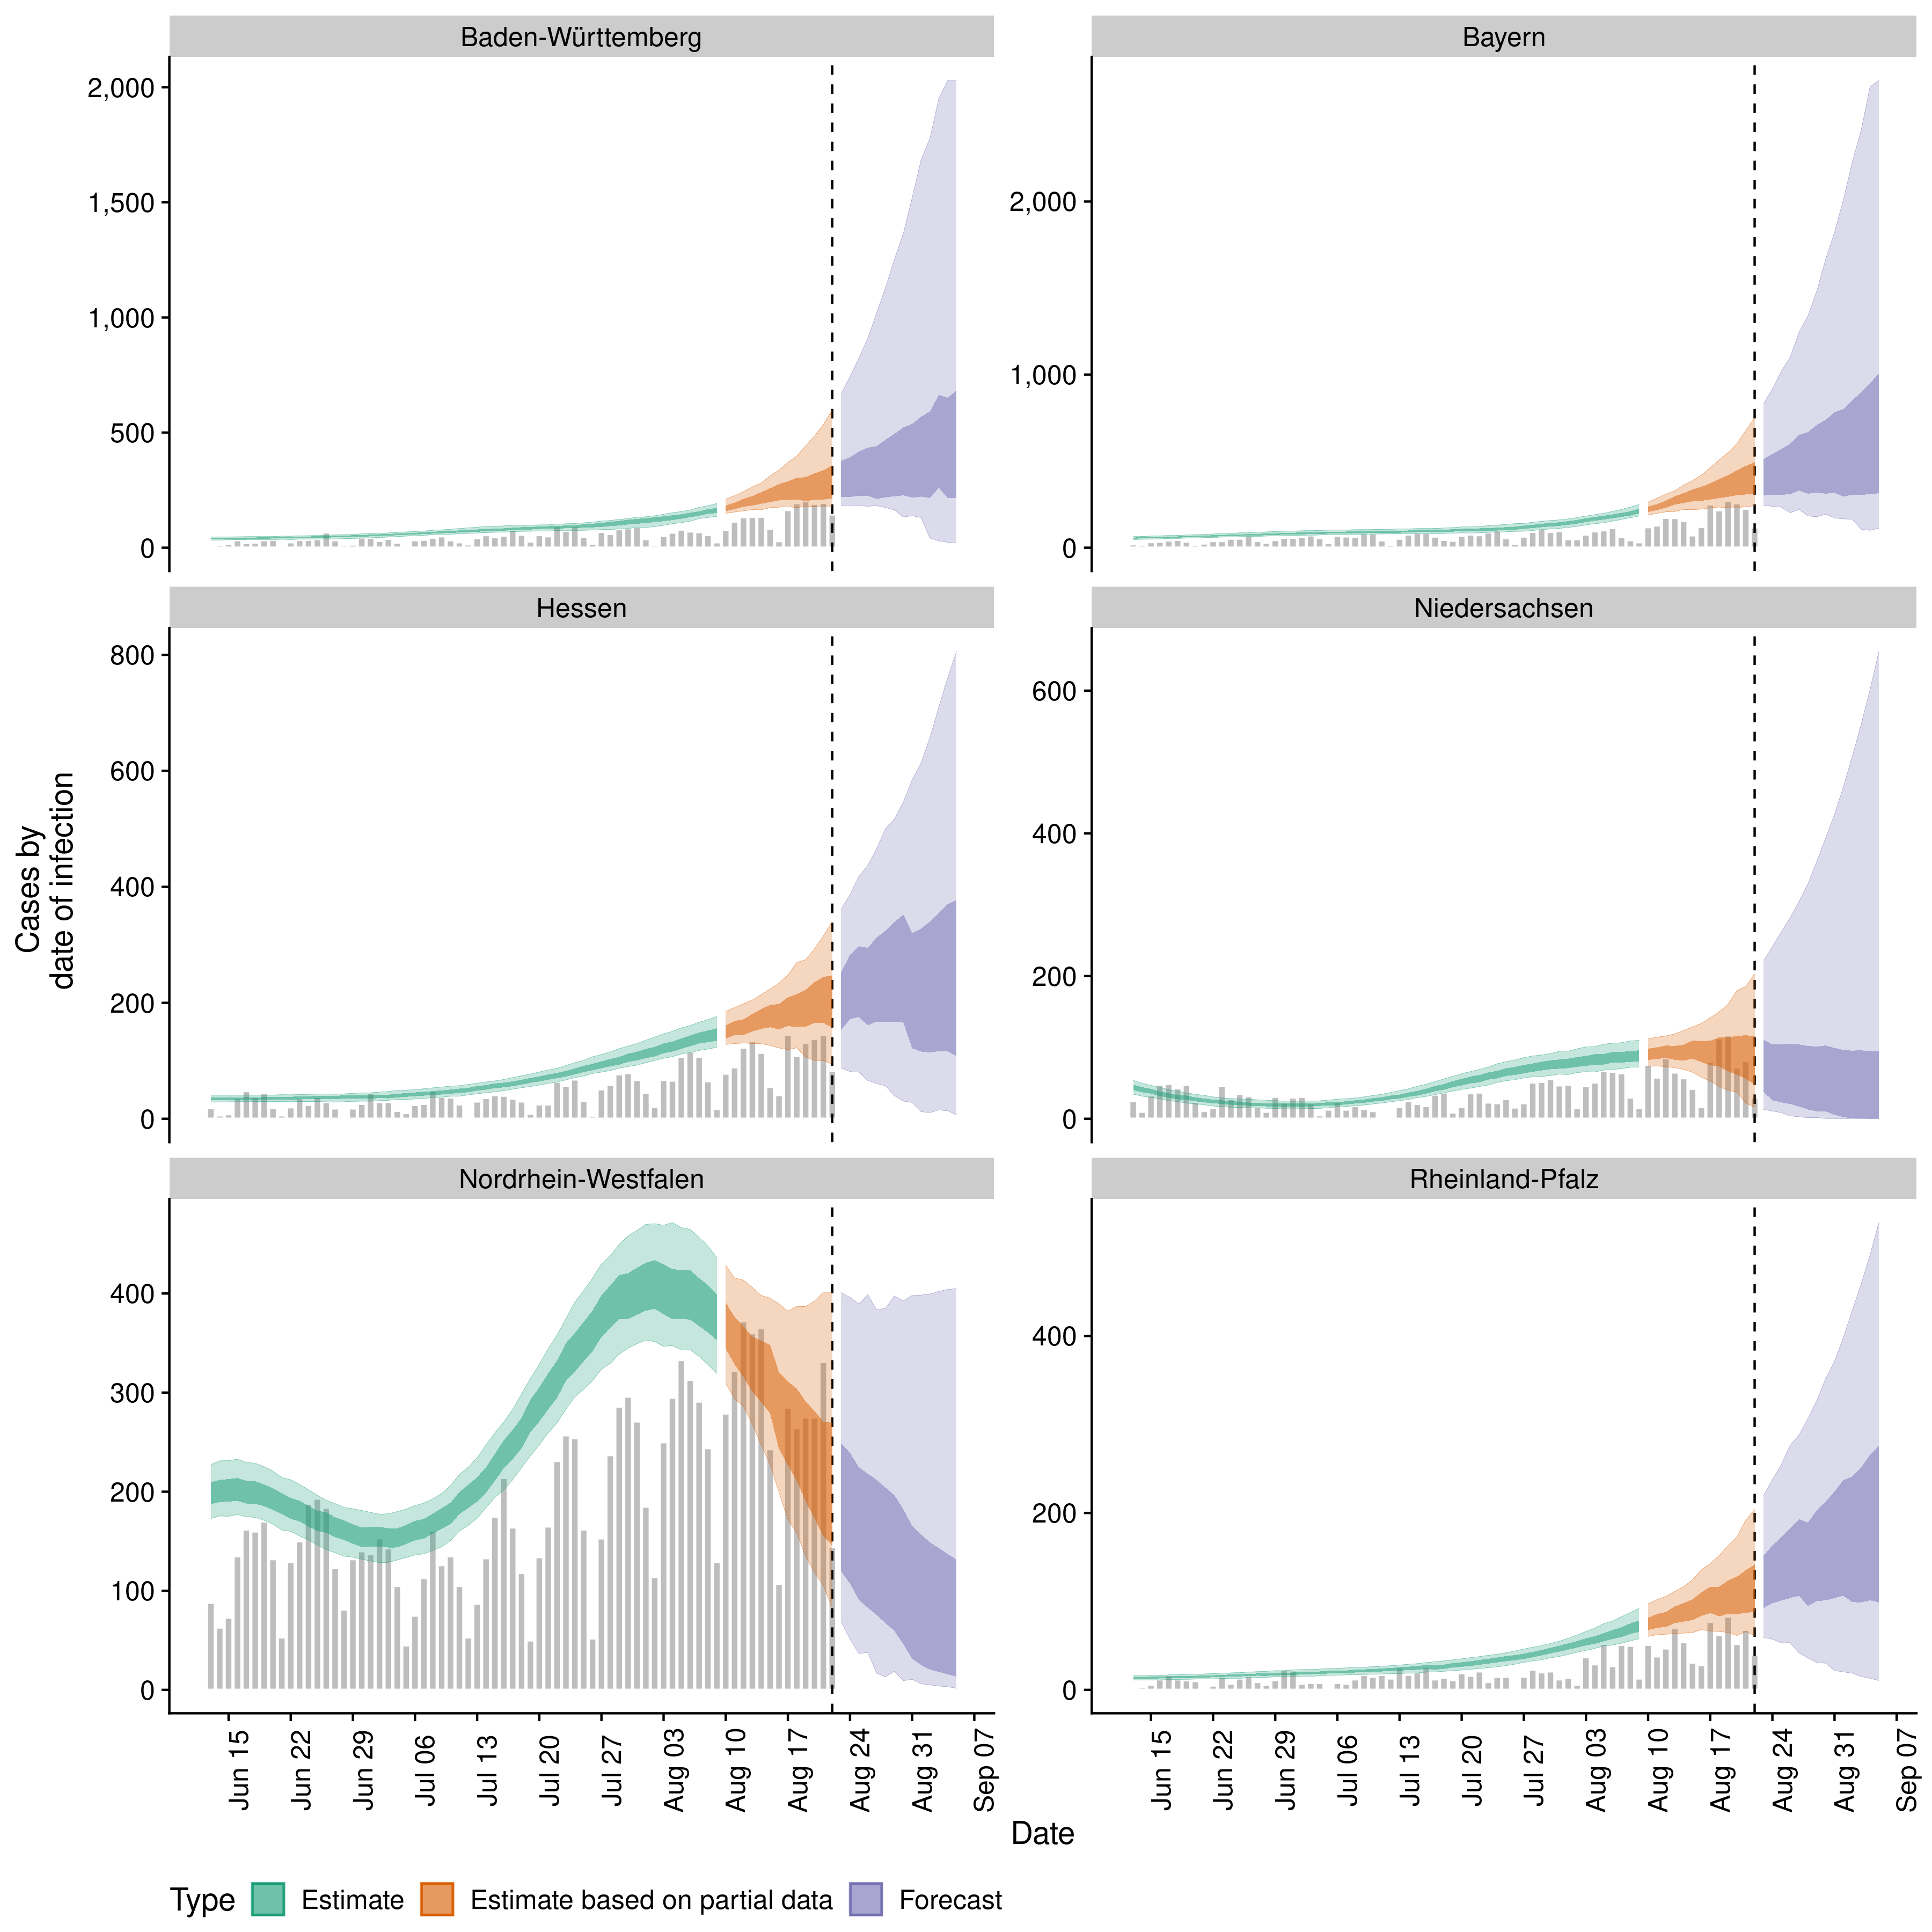 Baden-Württemberg
Bayern
2,000
1,500
1,000
500
0
2,000
1,000
0
Hessen
Niedersachsen
800
600
400
200
0
600
400
200
0
Nordrhein-Westfalen
Rheinland-Pfalz
400
300
200
100
0
400
200
0
Cases by
date of infection
Jun 15
Jun 22
Jun 29
Jul 06
Jul 13
Jul 20
Jul 27
Aug 03
Aug 10
Aug 17
Aug 24
Aug 31
Sep 07
Jun 15
Jun 22
Jun 29
Jul 06
Jul 13
Jul 20
Jul 27
Aug 03
Aug 10
Aug 17
Aug 24
Aug 31
Sep 07
Date
Type Estimate Estimate based on partial data Forecast